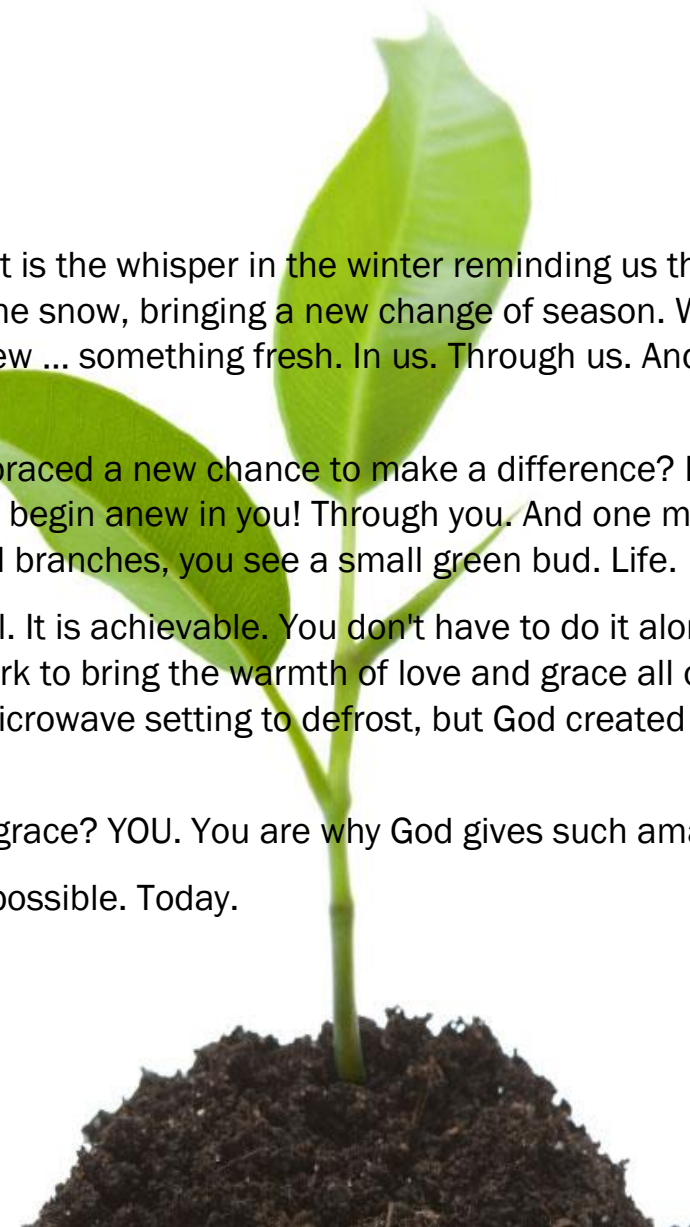 t is the whisper in the winter reminding us th
he snow, bringing a new change of season. W
ew ... something fresh. In us. Through us. And
braced a new chance to make a difference? I
begin anew in you! Through you. And one m
l branches, you see a small green bud. Life.
l. It is achievable. You don't have to do it alon
rk to bring the warmth of love and grace all o
icrowave setting to defrost, but God created
grace? YOU. You are why God gives such ama
possible. Today.